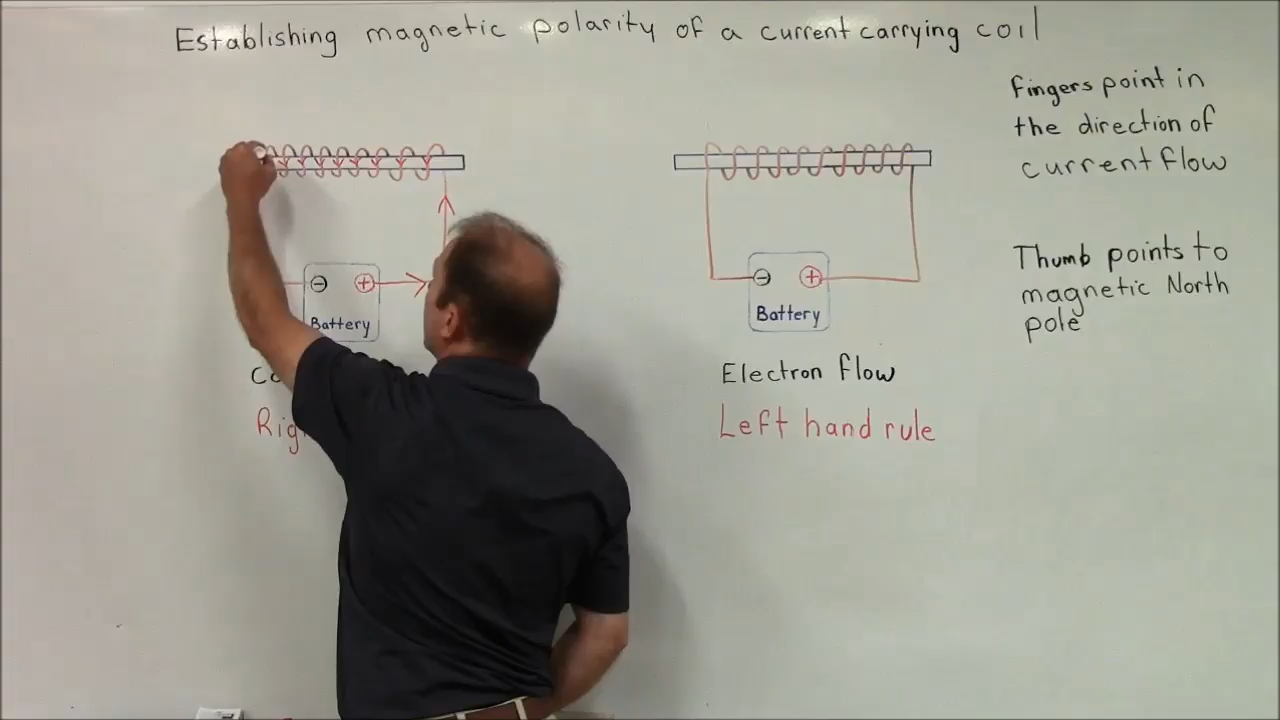 Establishing magnetic polarity of a current carrying coil
fingers point in
the direction of
current flow
Thumb points to
magnetic North
pole
- +
Battery
- +
Battery
Electron flow
Left hand rule